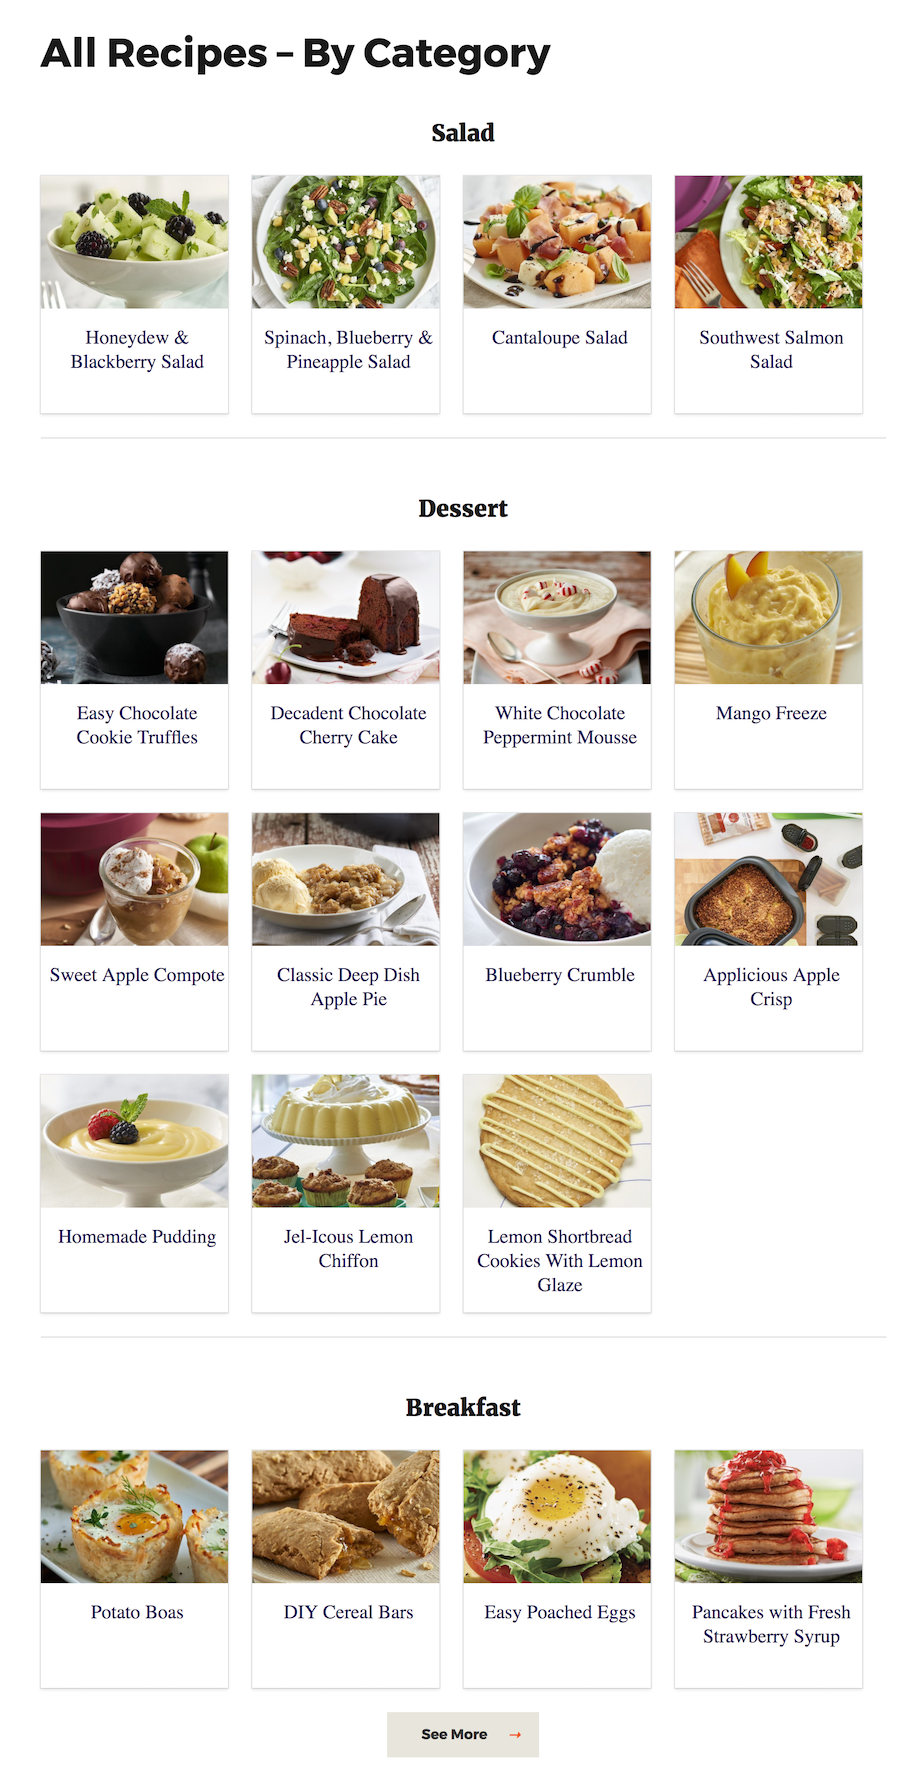 All Recipes – By Category
Salad
Honeydew &
Blackberry Salad
Spinach, Blueberry &
Pineapple Salad
Cantaloupe Salad
Southwest Salmon
Salad
Dessert
Easy Chocolate
Cookie Truffles
Decadent Chocolate
Cherry Cake
White Chocolate
Peppermint Mousse
Mango Freeze
Sweet Apple Compote
Classic Deep Dish
Apple Pie
Blueberry Crumble
Applicious Apple
Crisp
Homemade Pudding
Jel-Icous Lemon
Chiffon
Lemon Shortbread
Cookies With Lemon
Glaze
Breakfast
Potato Boas
DIY Cereal Bars
Easy Poached Eggs
Pancakes with Fresh
Strawberry Syrup
See More →